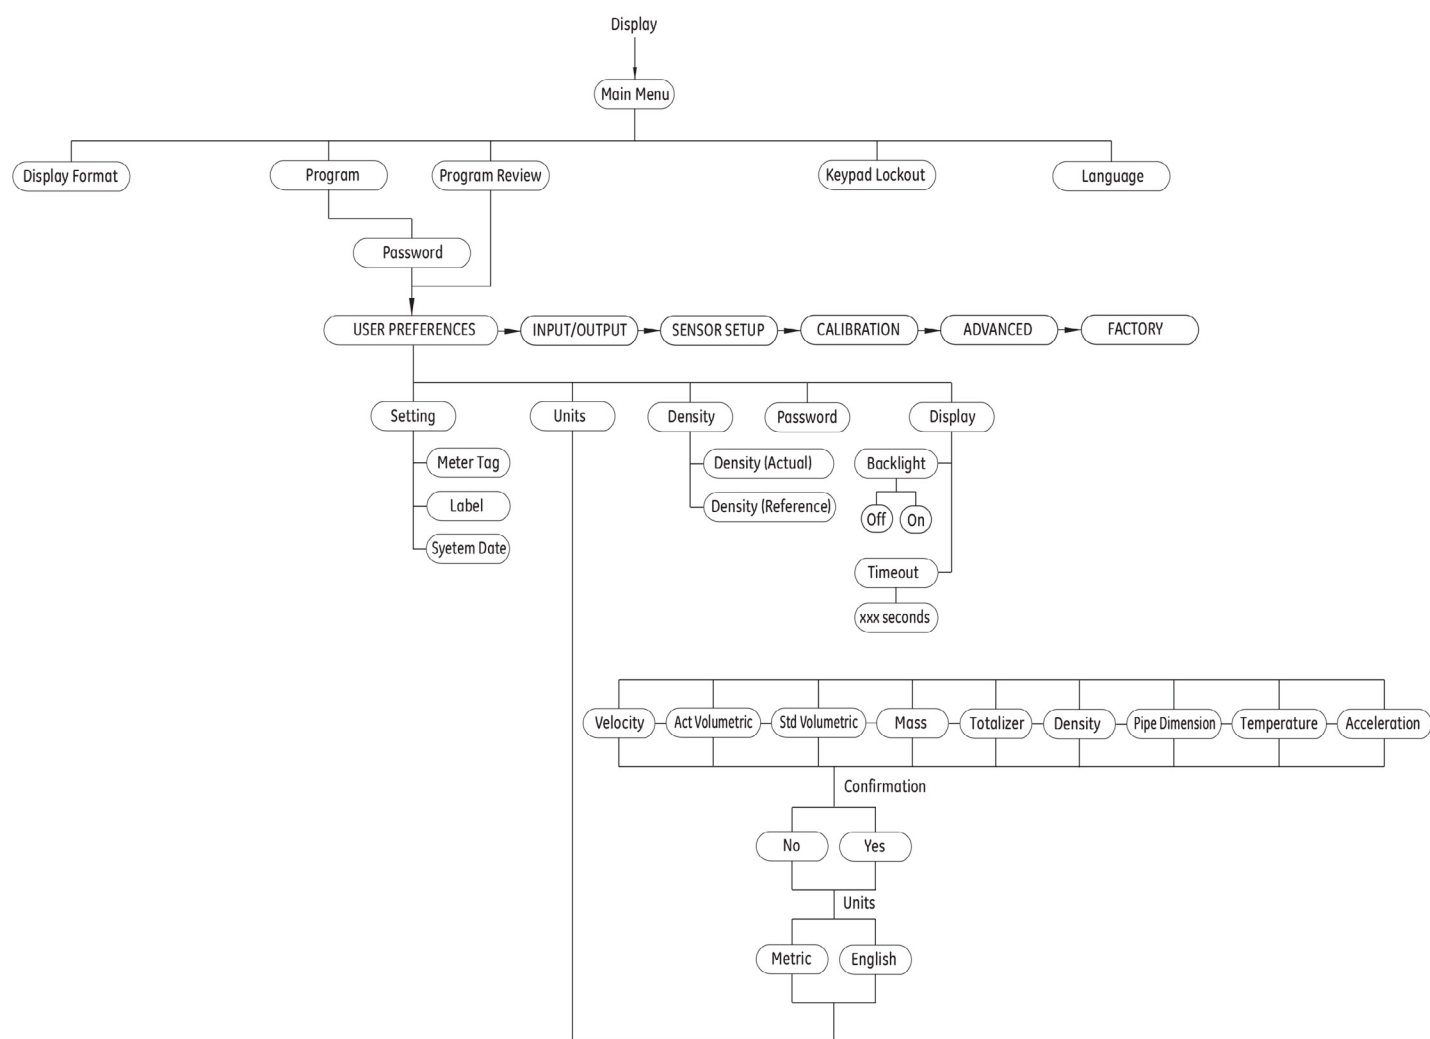 Display
Main Menu
Display Format
Program
Program Review
Keypad Lockout
Language
Password
USER PREFERENCES
INPUT/OUTPUT
SENSOR SETUP
CALIBRATION
ADVANCED
FACTORY
Setting
Units
Density
Password
Display
Meter Tag
Density (Actual)
Backlight
Label
Density (Reference)
Off
On
Syetem Date
Timeout
xxx seconds
Velocity
Act Volumetric
Std Volumetric
Mass
Totalizer
Density
Pipe Dimension
Temperature
Acceleration
Confirmation
No
Yes
Units
Metric
English